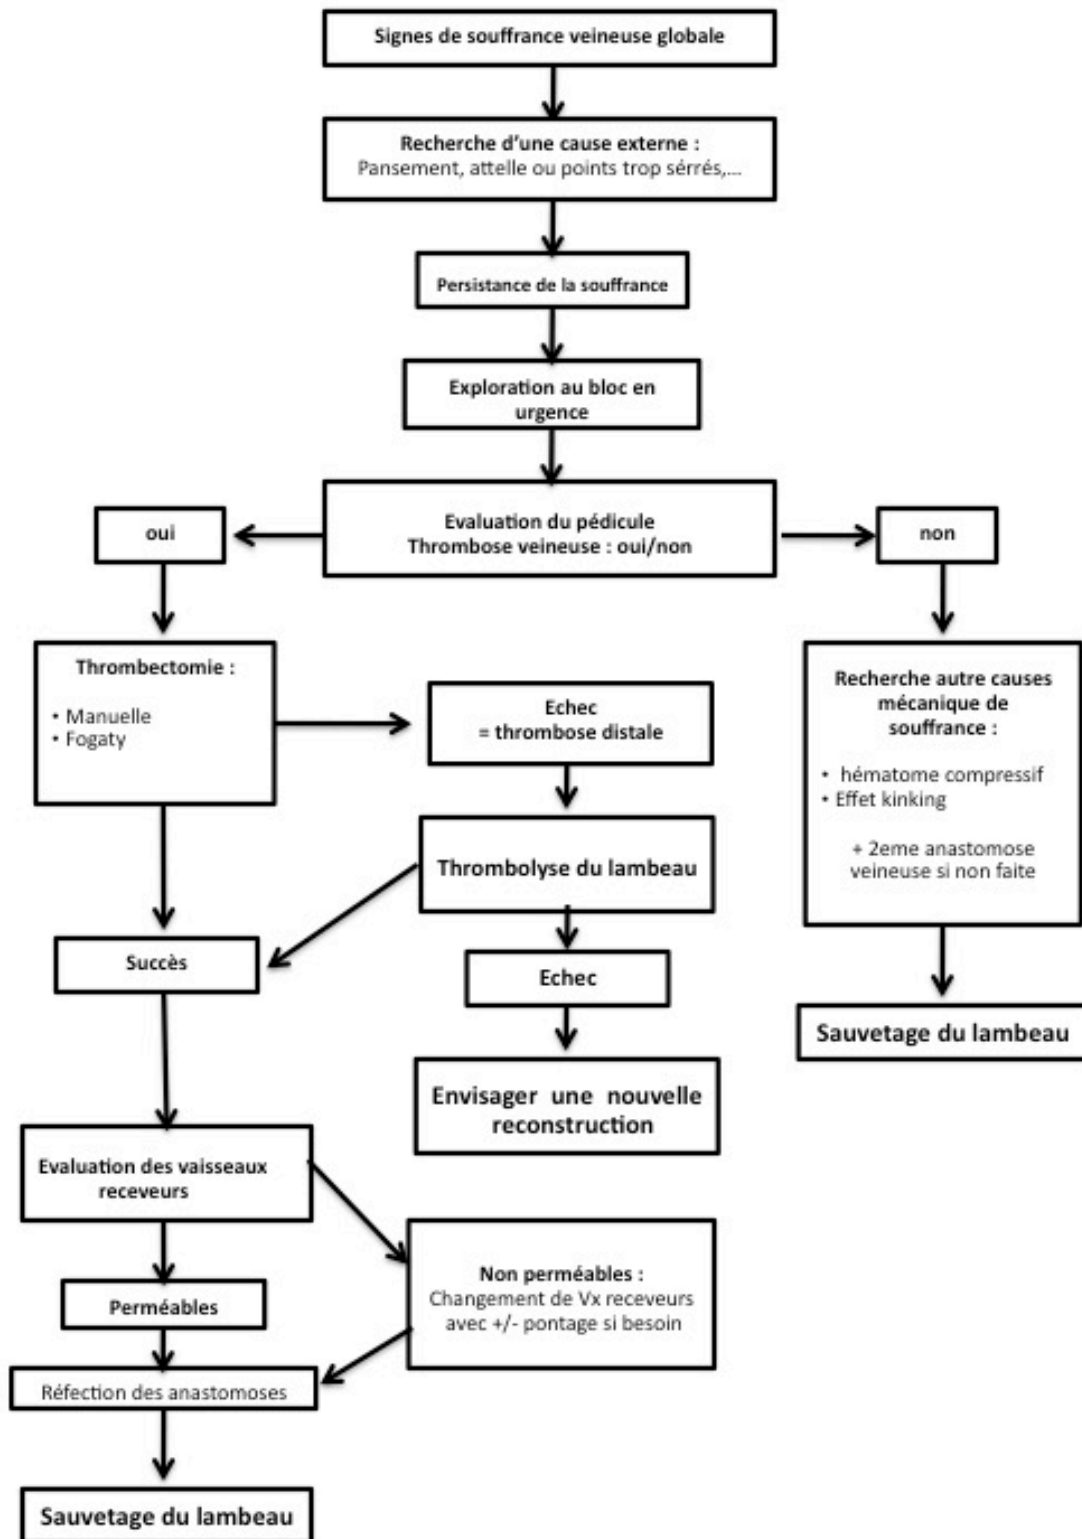 Signes de souffrance veineuse globale
Recherche d'une cause externe :
Pansement, attelle ou points trop sérrés,...
Persistance de la souffrance
Exploration au bloc en
urgence
Evaluation du pédicule
Thrombose veineuse : oui/non
oui
non
Thrombectomie :
• Manuelle
• Fogaty
Echec
= thrombose distale
Recherche autre causes
mécanique de
souffrance :
• hématome compressif
• Effet kinking
+ 2eme anastomose
veineuse si non faite
Thrombolyse du lambeau
Succès
Echec
Sauvetage du lambeau
Envisager une nouvelle
reconstruction
Evaluation des vaisseaux
receveurs
Non perméables :
Changement de Vx receveurs
avec +/- pontage si besoin
Perméables
Réfection des anastomoses
Sauvetage du lambeau